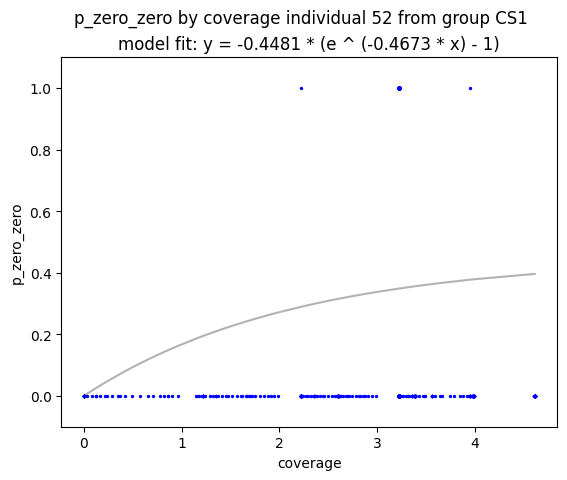 p_zero_zero by coverage individual 52 from group CS1
model fit: y = -0.4481 * (e ^ (-0.4673 * x) - 1)
1.0
0.8
0.6
0.4
0.2
0.0
p_zero_zero
0 1 2 3 4
coverage